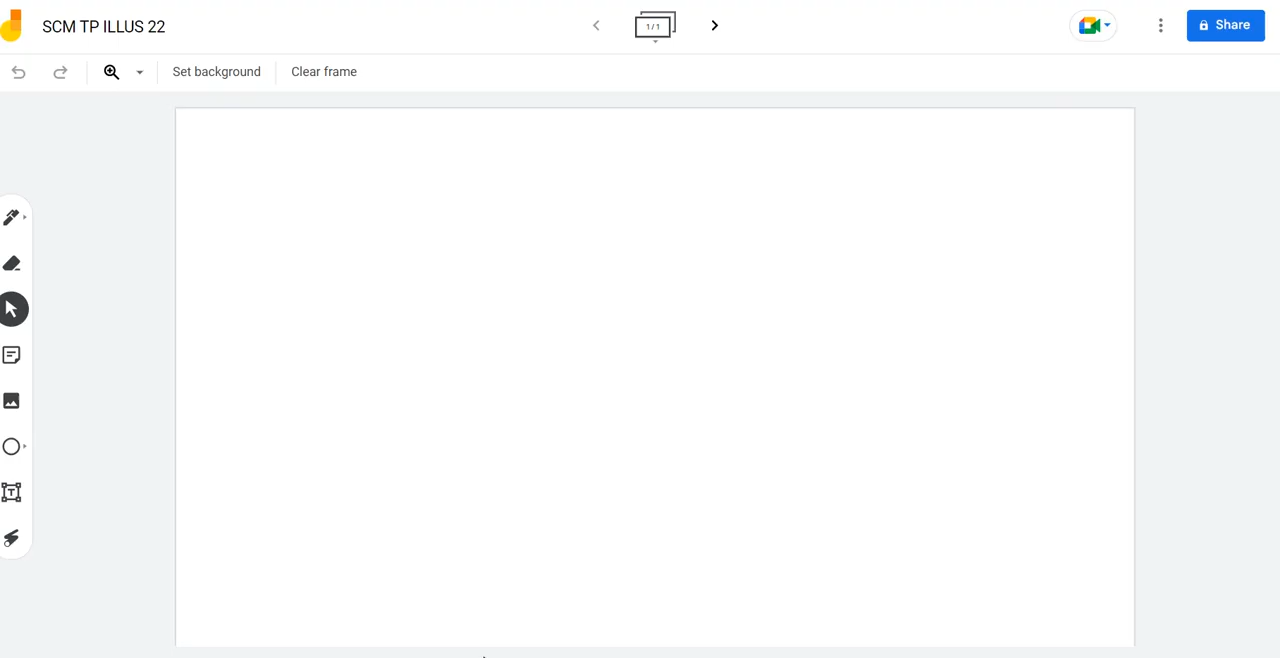 SCM TP ILLUS 22
1 / 1
Share
Set background
Clear frame
T